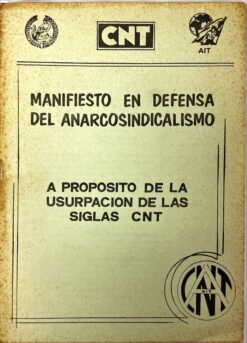 CNT
AIT
MANIFIESTO EN DEFENSA
DEL ANARCOSINDICALISMO
A PROPOSITO DE LA
USURPACION DE LAS
SIGLAS CNT
CNT
AIT